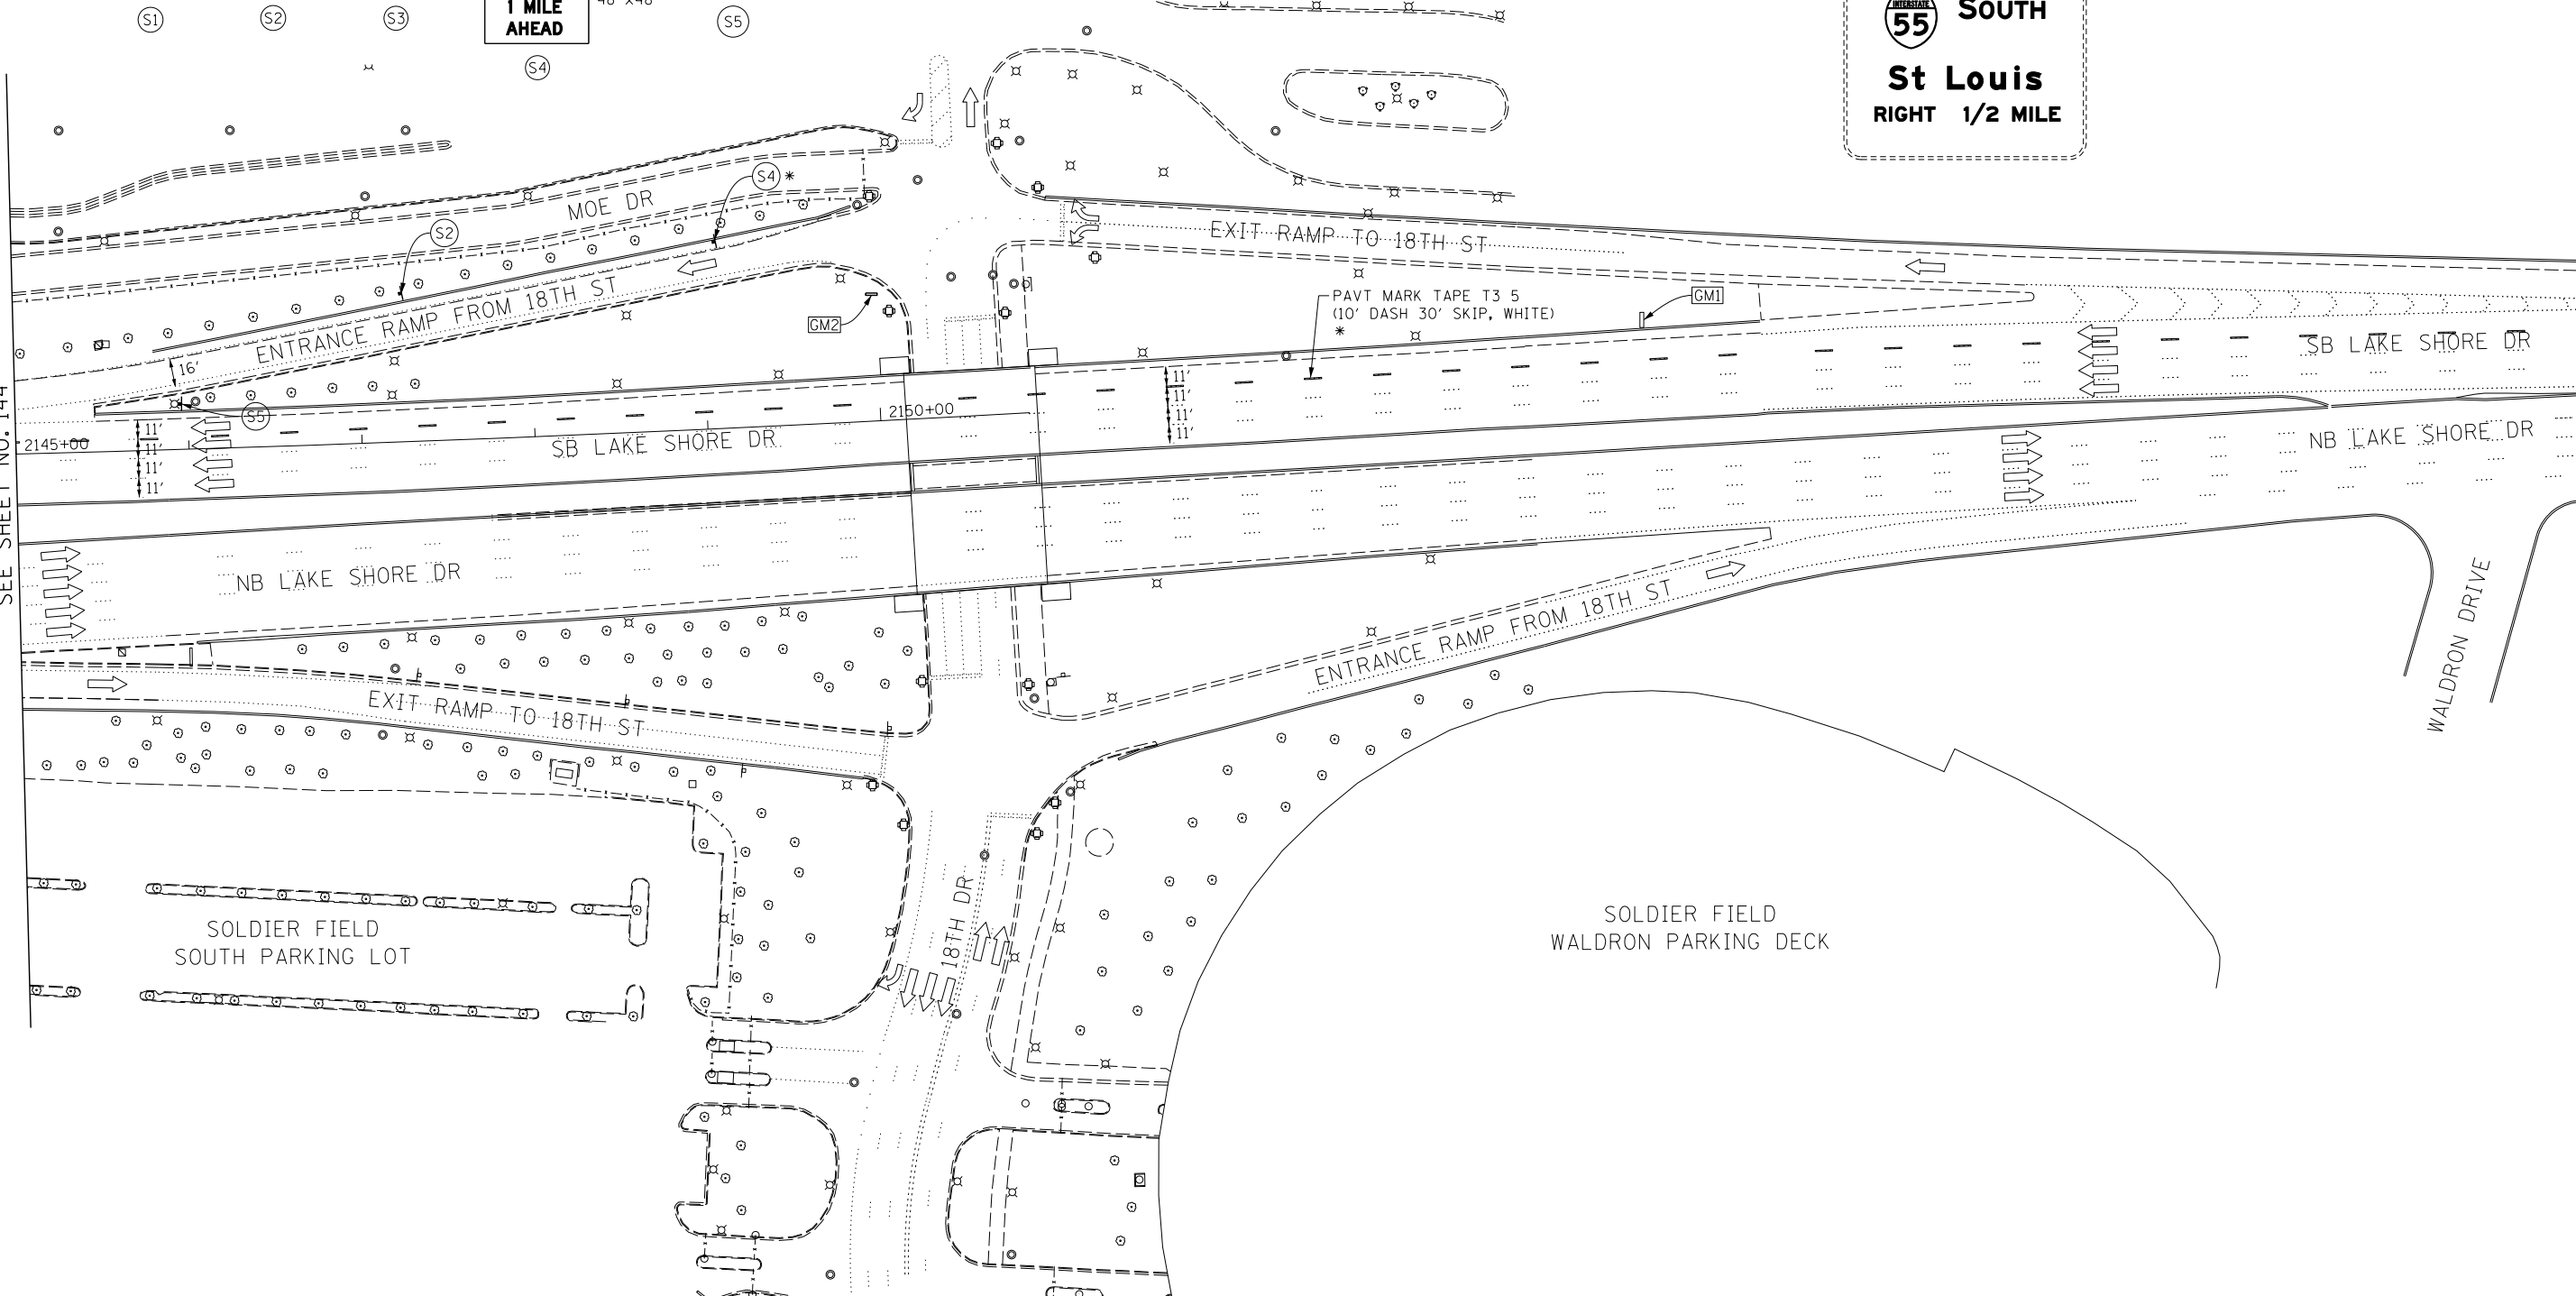 S1
S2
S3
1 MILE
AHEAD
S4
S5
INTERSTATE
55 SOUTH
St Louis
RIGHT 1/2 MILE
MOE DR
S4 *
S2
EXIT RAMP TO 18TH ST
ENTRANCE RAMP FROM 18TH ST
16'
GM2
PAVT MARK TAPE T3 5
(10' DASH 30' SKIP, WHITE)
*
GM1
SB LAKE SHORE DR
S5
11'
11'
11'
11'
2145+00
2150+00
SB LAKE SHORE DR
11'
11'
11'
11'
NB LAKE SHORE DR
SEE SHEET NO. 144
NB LAKE SHORE DR
ENTRANCE RAMP FROM 18TH ST
WALDRON DRIVE
EXIT RAMP TO 18TH ST
18TH DR
SOLDIER FIELD
SOUTH PARKING LOT
SOLDIER FIELD
WALDRON PARKING DECK